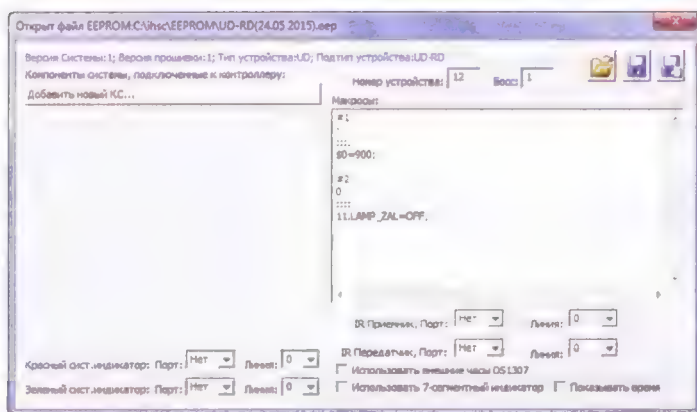 Открыт файл EEPROM:C:\ihsc\EEPROM\UD-RD(24.05 2015).eep
Версия Системы: 1; Версия прошивки: 1; Тип устройства:UD; Подтип устройства:UD-RD
Компоненты системы, подключенные к контроллеру:
Добавить новый КС...
Номер устройства: 12
Босс: 1
Макросы:
#1
::::
$0=900;
#2
0
::::
11.LAMP_ZAL=OFF,
IR Приемник, Порт: Нет Линия: 0
IR Передатчик, Порт: Нет Линия: 0
Красный сист.индикатор: Порт: Нет Линия: 0
Использовать внешние часы DS1307
Зеленый сист.индикатор: Порт: Нет Линия: 0
Использовать 7-сегментный индикатор Показывать время